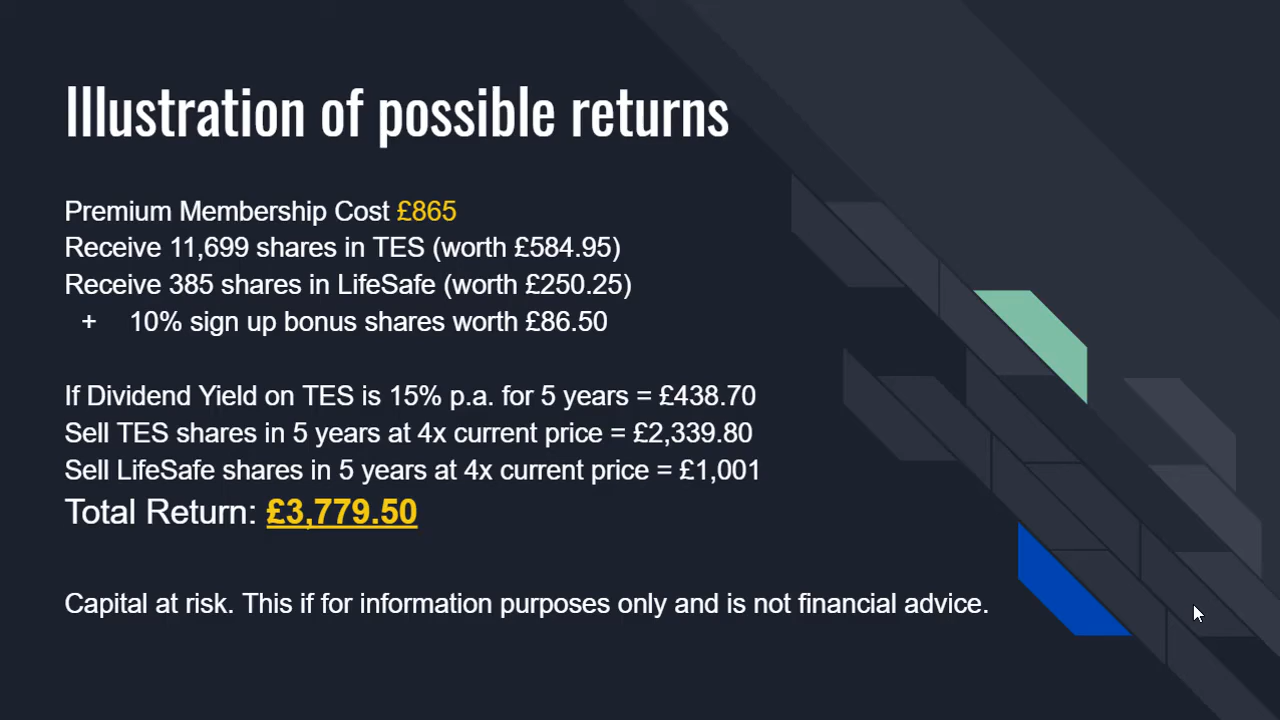 Illustration of possible returns
Premium Membership Cost £865
Receive 11,699 shares in TES (worth £584.95)
Receive 385 shares in LifeSafe (worth £250.25)
+ 10% sign up bonus shares worth £86.50
If Dividend Yield on TES is 15% p.a. for 5 years = £438.70
Sell TES shares in 5 years at 4x current price = £2,339.80
Sell LifeSafe shares in 5 years at 4x current price = £1,001
Total Return: £3,779.50
Capital at risk. This if for information purposes only and is not financial advice.